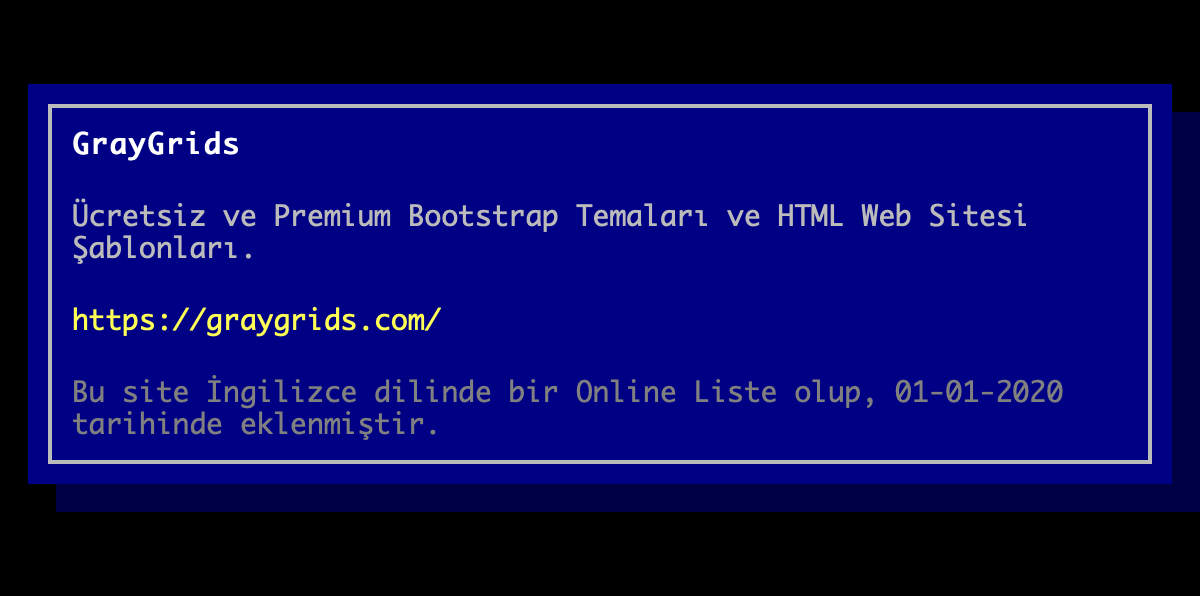 GrayGrids
Ücretsiz ve Premium Bootstrap Temaları ve HTML Web Sitesi
Şablonları.
https://graygrids.com/
Bu site İngilizce dilinde bir Online Liste olup, 01-01-2020
tarihinde eklenmiştir.